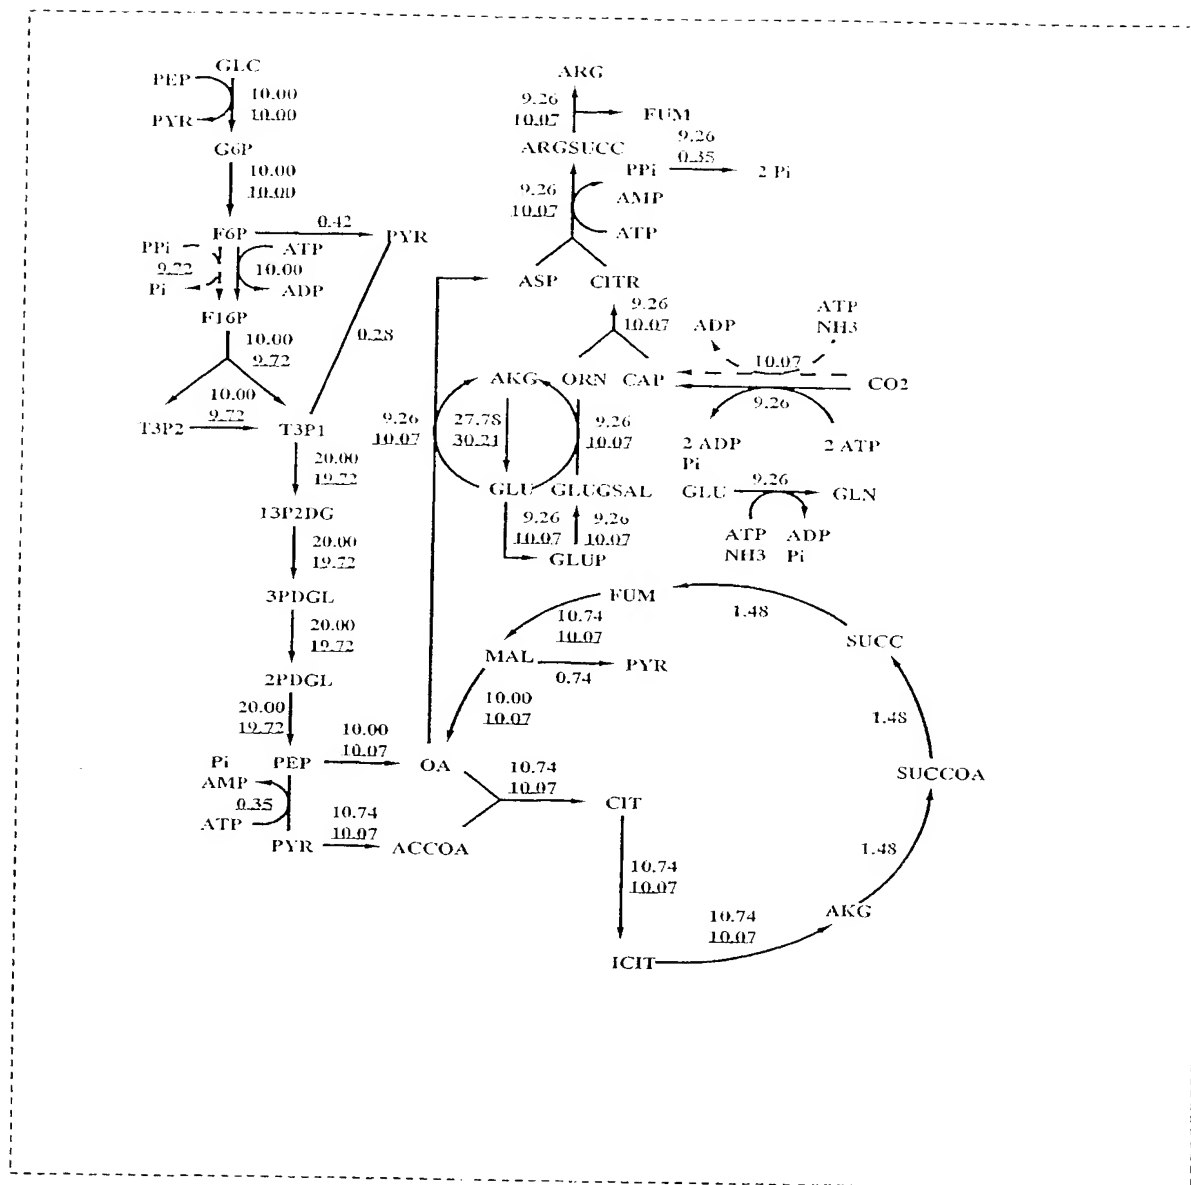 GLC
PEP
10.00
10.00
PYR
G6P
10.00
10.00
F6P
0.42
PYR
PPi
ATP
9.72
10.00
Pi
ADP
F16P
10.00
9.72
0.28
10.00
9.72
T3P2
T3P1
20.00
19.72
13P2DG
20.00
19.72
3PDGL
20.00
19.72
2PDGL
20.00
19.72
Pi
PEP
10.00
10.07
OA
AMP
0.35
ATP
PYR
10.74
10.07
ACCOA
ARG
9.26
10.07
FUM
ARGSUCC
9.26
0.35
PPi
2 Pi
9.26
10.07
AMP
ATP
ASP
CITR
9.26
10.07
ADP
ATP
NH3
10.07
AKG
ORN
CAP
CO2
9.26
9.26
10.07
27.78
30.21
9.26
10.07
2 ADP
Pi
2 ATP
GLU
GLUGSAL
GLU
9.26
GLN
9.26
10.07
9.26
10.07
GLUP
ATP
NH3
ADP
Pi
FUM
10.74
10.07
1.48
SUCC
MAL
0.74
PYR
10.00
10.07
1.48
SUCCOA
10.74
10.07
CIT
1.48
10.74
10.07
AKG
10.74
10.07
ICIT